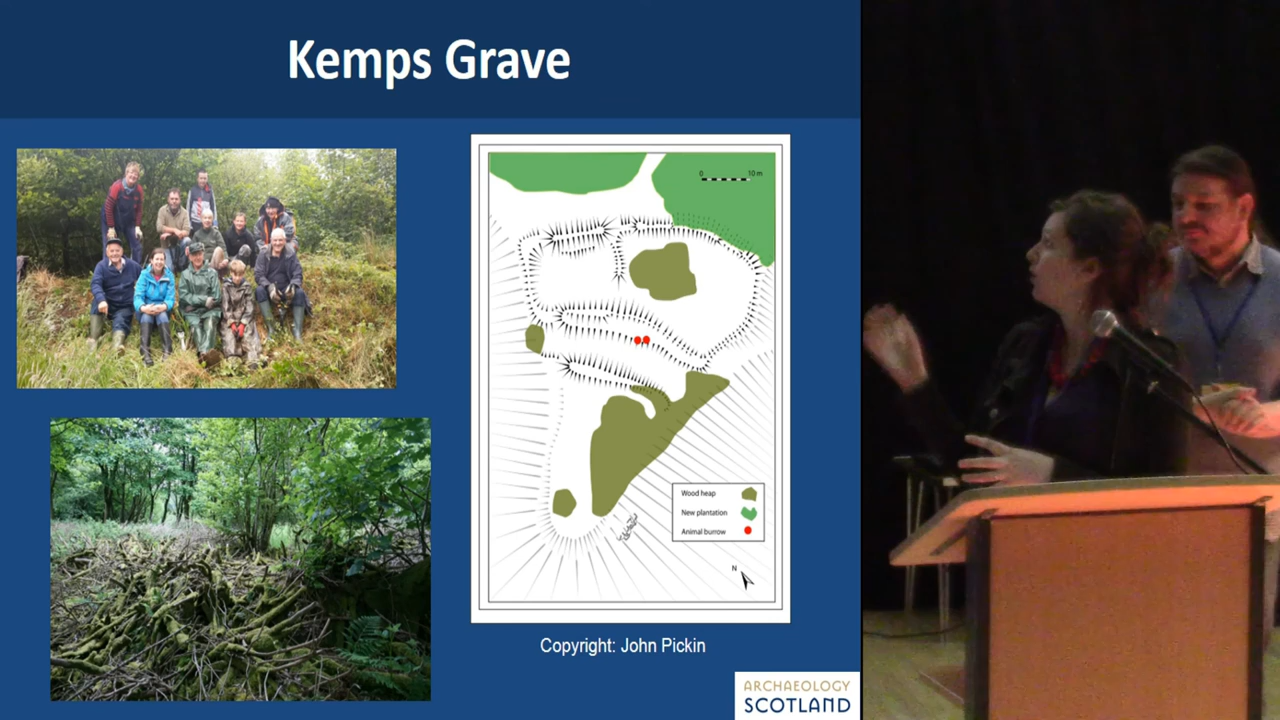 Kemps Grave
0 10 m
Wood heap
New plantation
Animal burrow
N
Copyright: John Pickin
ARCHAEOLOGY
SCOTLAND